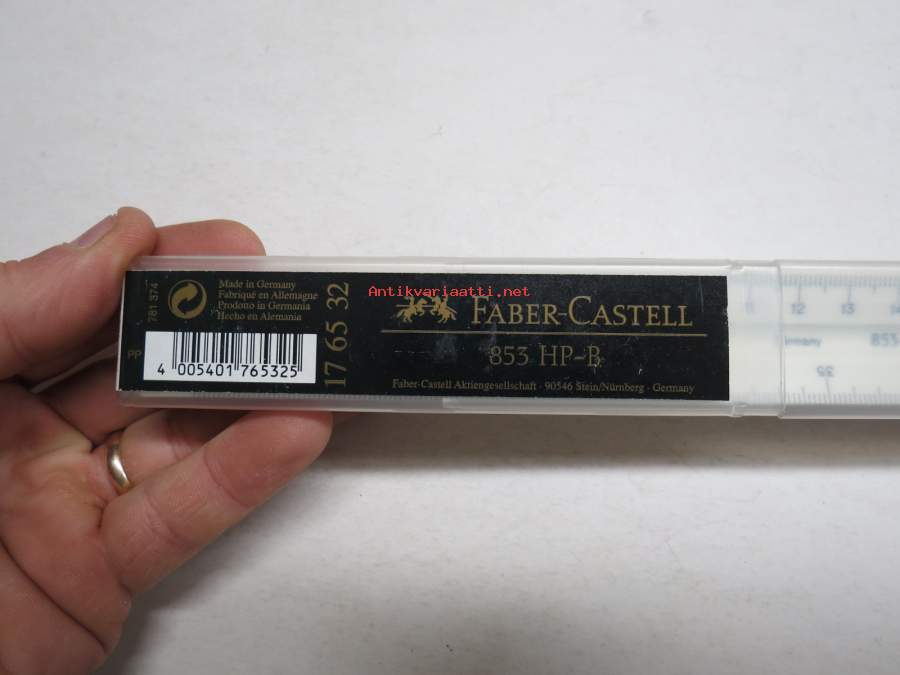 781 374
PP
Made in Germany
Fabriqué en Allemagne
Prodotto in Germania
Hecho en Alemania
4 005401 765325
17 65 32
Antikvariaatti.net
FABER-CASTELL
853 HP-B
Faber-Castell Aktiengesellschaft · 90546 Stein/Nürnberg · Germany
11 12 13
853